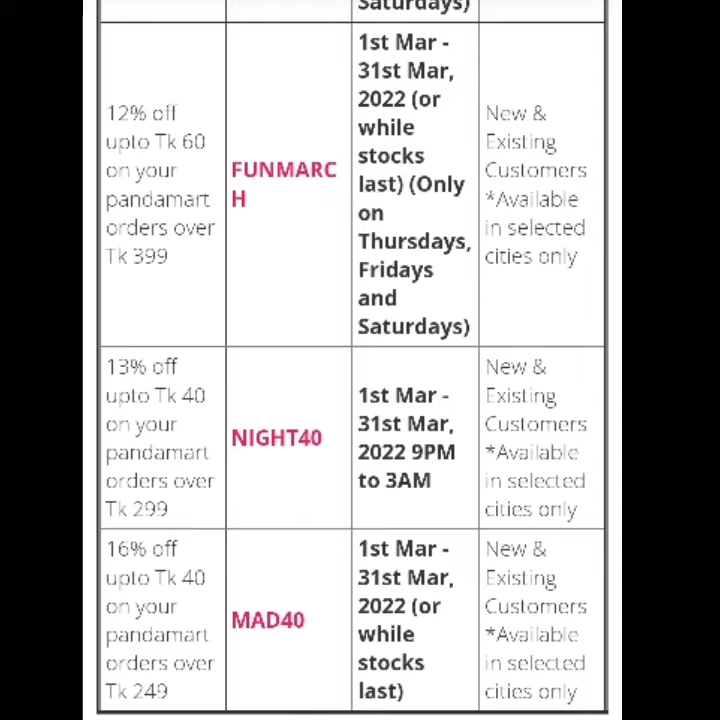 Saturdays)
12% off
upto Tk 60
on your
pandamart
orders over
Tk 399
FUNMARC
H
1st Mar -
31st Mar,
2022 (or
while
stocks
last) (Only
on
Thursdays,
Fridays
and
Saturdays)
New &
Existing
Customers
*Available
in selected
cities only
13% off
upto Tk 40
on your
pandamart
orders over
Tk 299
NIGHT40
1st Mar -
31st Mar,
2022 9PM
to 3AM
New &
Existing
Customers
*Available
in selected
cities only
16% off
upto Tk 40
on your
pandamart
orders over
Tk 249
MAD40
1st Mar -
31st Mar,
2022 (or
while
stocks
last)
New &
Existing
Customers
*Available
in selected
cities only